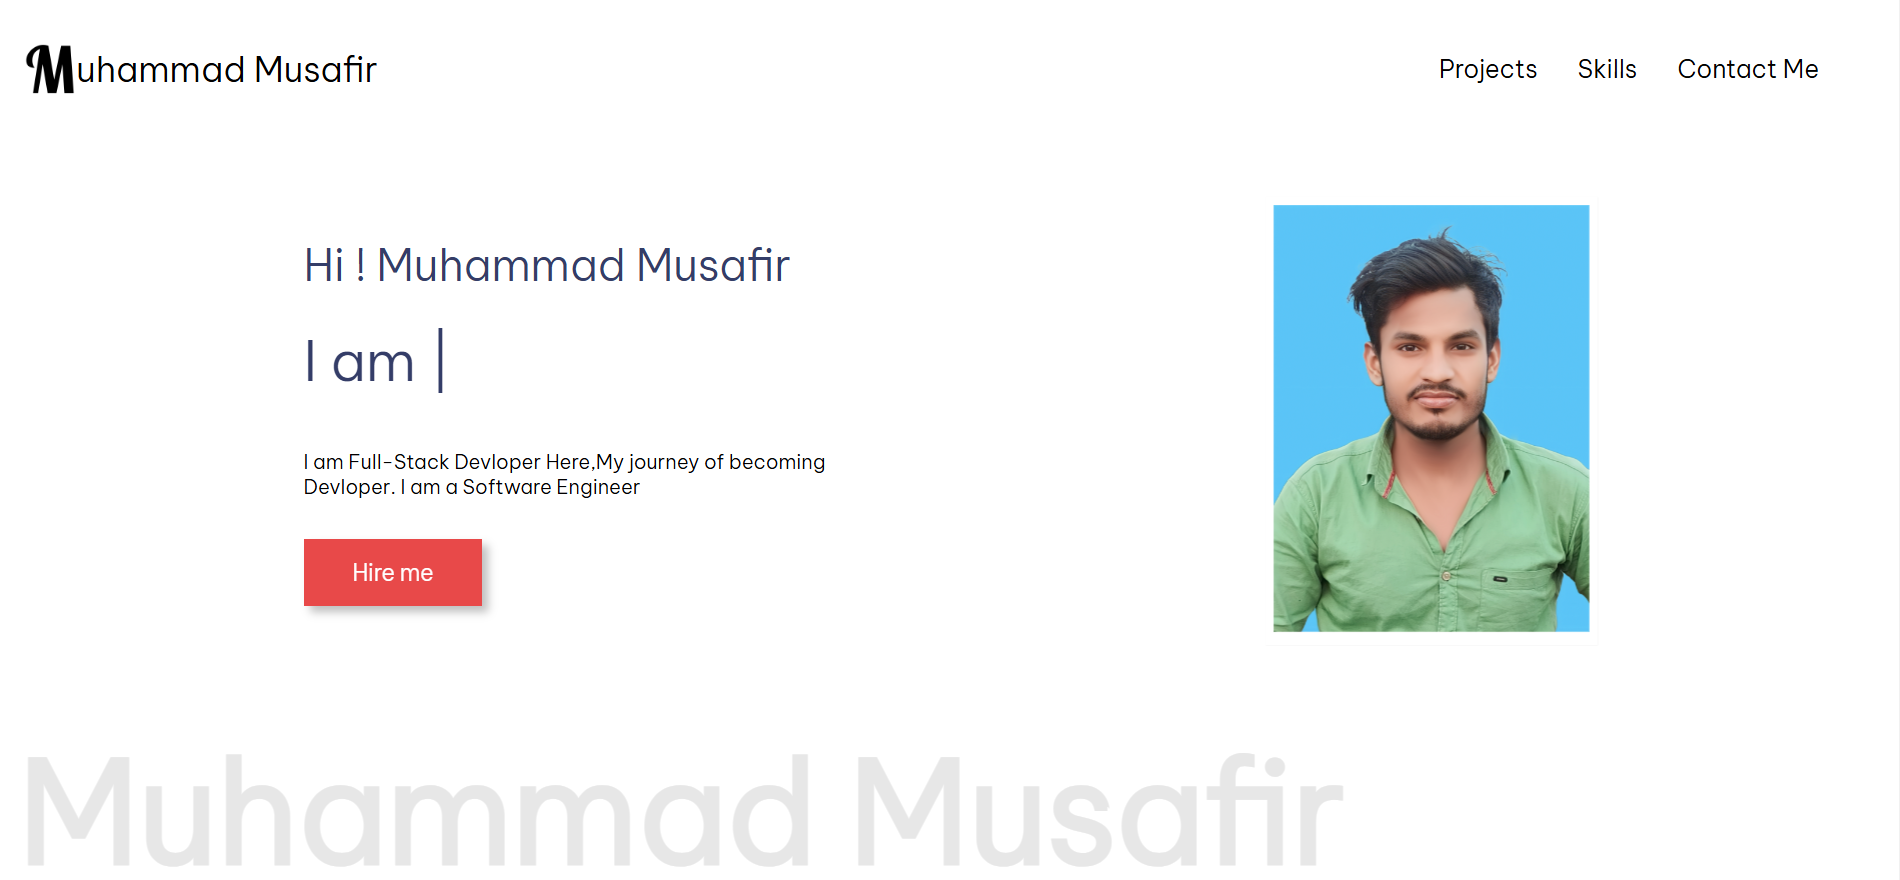 Muhammad Musafir
Projects Skills Contact Me
Hi ! Muhammad Musafir
I am |
I am Full-Stack Devloper Here,My journey of becoming
Devloper. I am a Software Engineer
Hire me
Muhammad Musafir